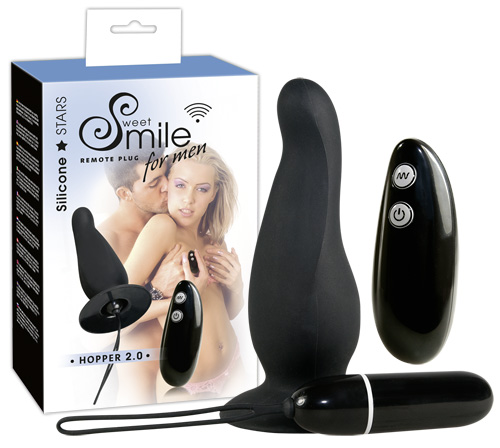 Silicone ★ STARS
Sweet
Smile
REMOTE PLUG for men
• HOPPER 2.0 •